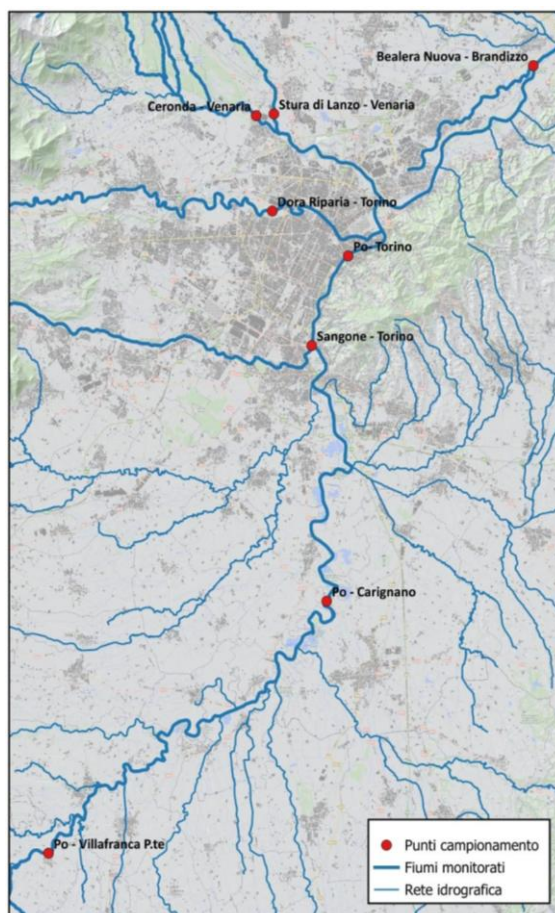 Bealera Nuova - Brandizzo
Ceronda - Venaria
Stura di Lanzo - Venaria
Dora Riparia - Torino
Po- Torino
Sangone - Torino
Po - Carignano
Po - Villafranca P.te
Punti campionamento
Fiumi monitorati
Rete idrografica